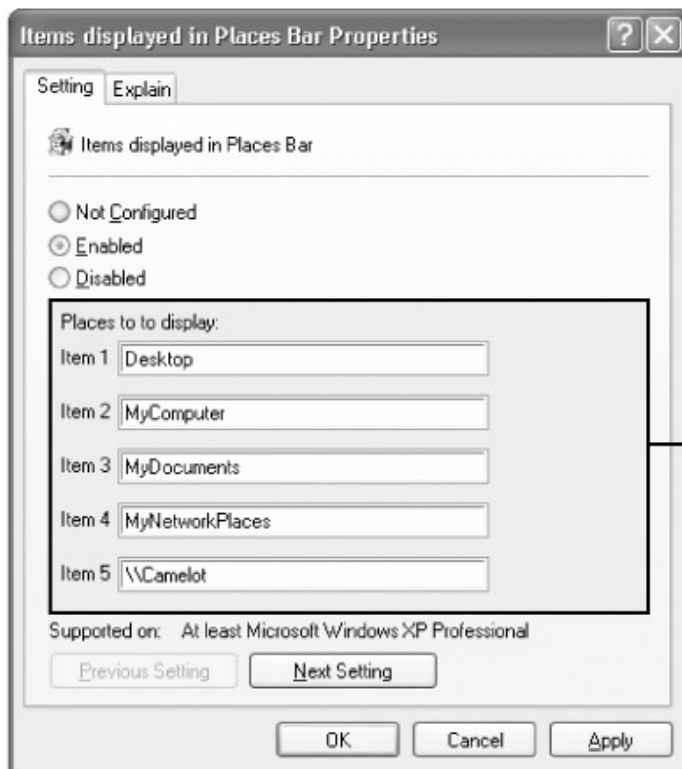 Items displayed in Places Bar Properties
Setting Explain
Items displayed in Places Bar
Not Configured
Enabled
Disabled
Places to to display:
Item 1 Desktop
Item 2 MyComputer
Item 3 MyDocuments
Item 4 MyNetworkPlaces
Item 5 \\Camelot
Supported on: At least Microsoft Windows XP Professional
Previous Setting Next Setting
OK Cancel Apply